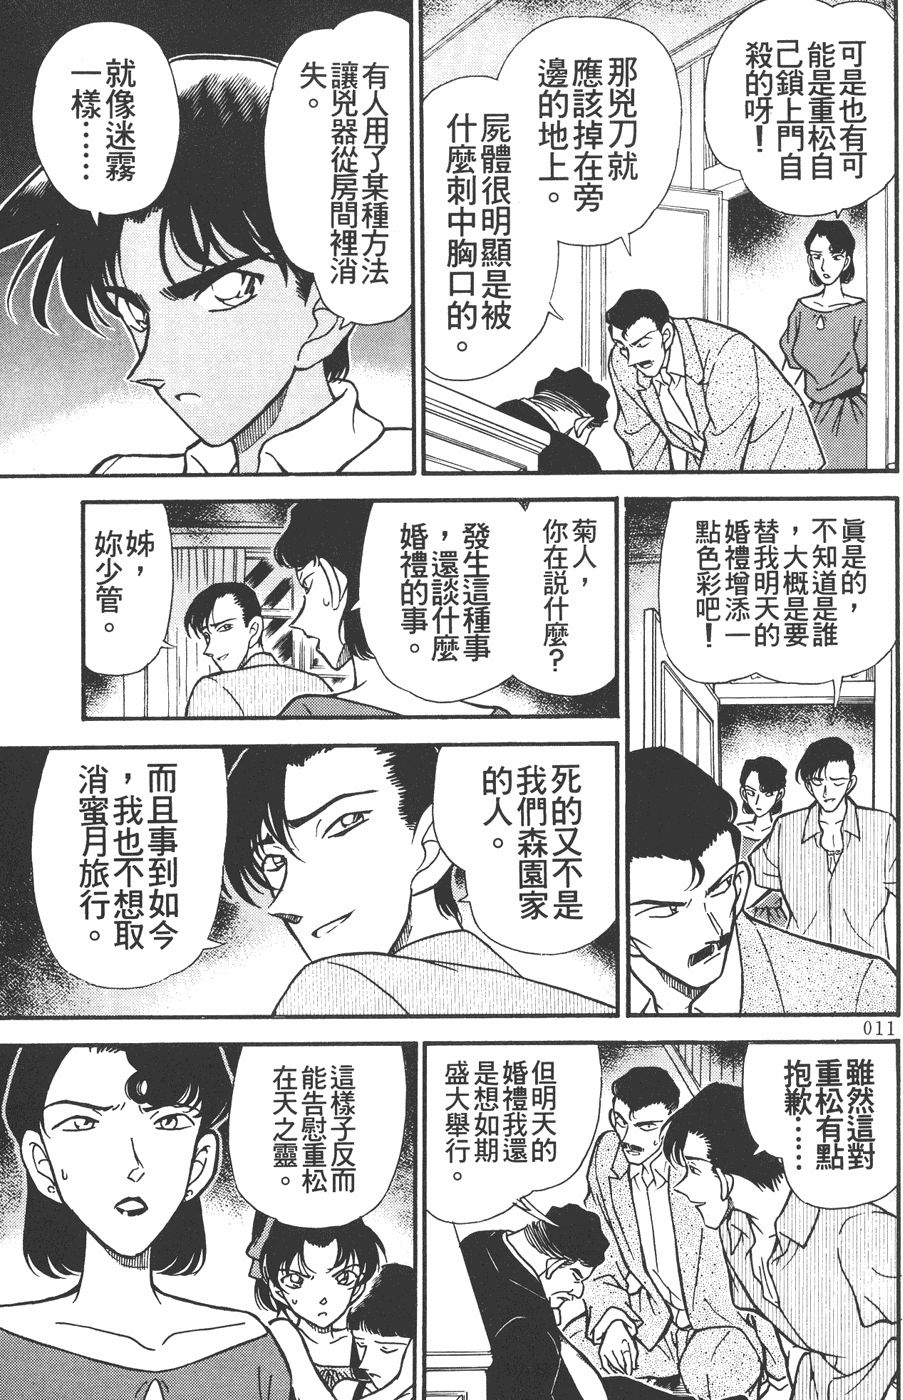 可是也有可
能是重松自
己鎖上門自
殺的呀！
那兇刀就
應該掉在旁
邊的地上。
屍體很明顯是被
什麼刺中胸口的
。
有人用了某種方法
讓兇器從房間裡消
失。
就像迷霧
一樣……
真是的，
不知道是誰
，大概是要
替我明天的
婚禮增添一
點色彩吧！
菊人，
你在説什麼？
發生這種事
，還談什麼
婚禮的事。
姊，
妳少管。
死的又不是
我們森園家
的人。
而且事到如今
，我也不想取
消蜜月旅行。
011
雖然這對
重松有點
抱歉……
但明天的
婚禮我還
是想如期
盛大舉行。
這樣子反而
能告慰重松
在天之靈。